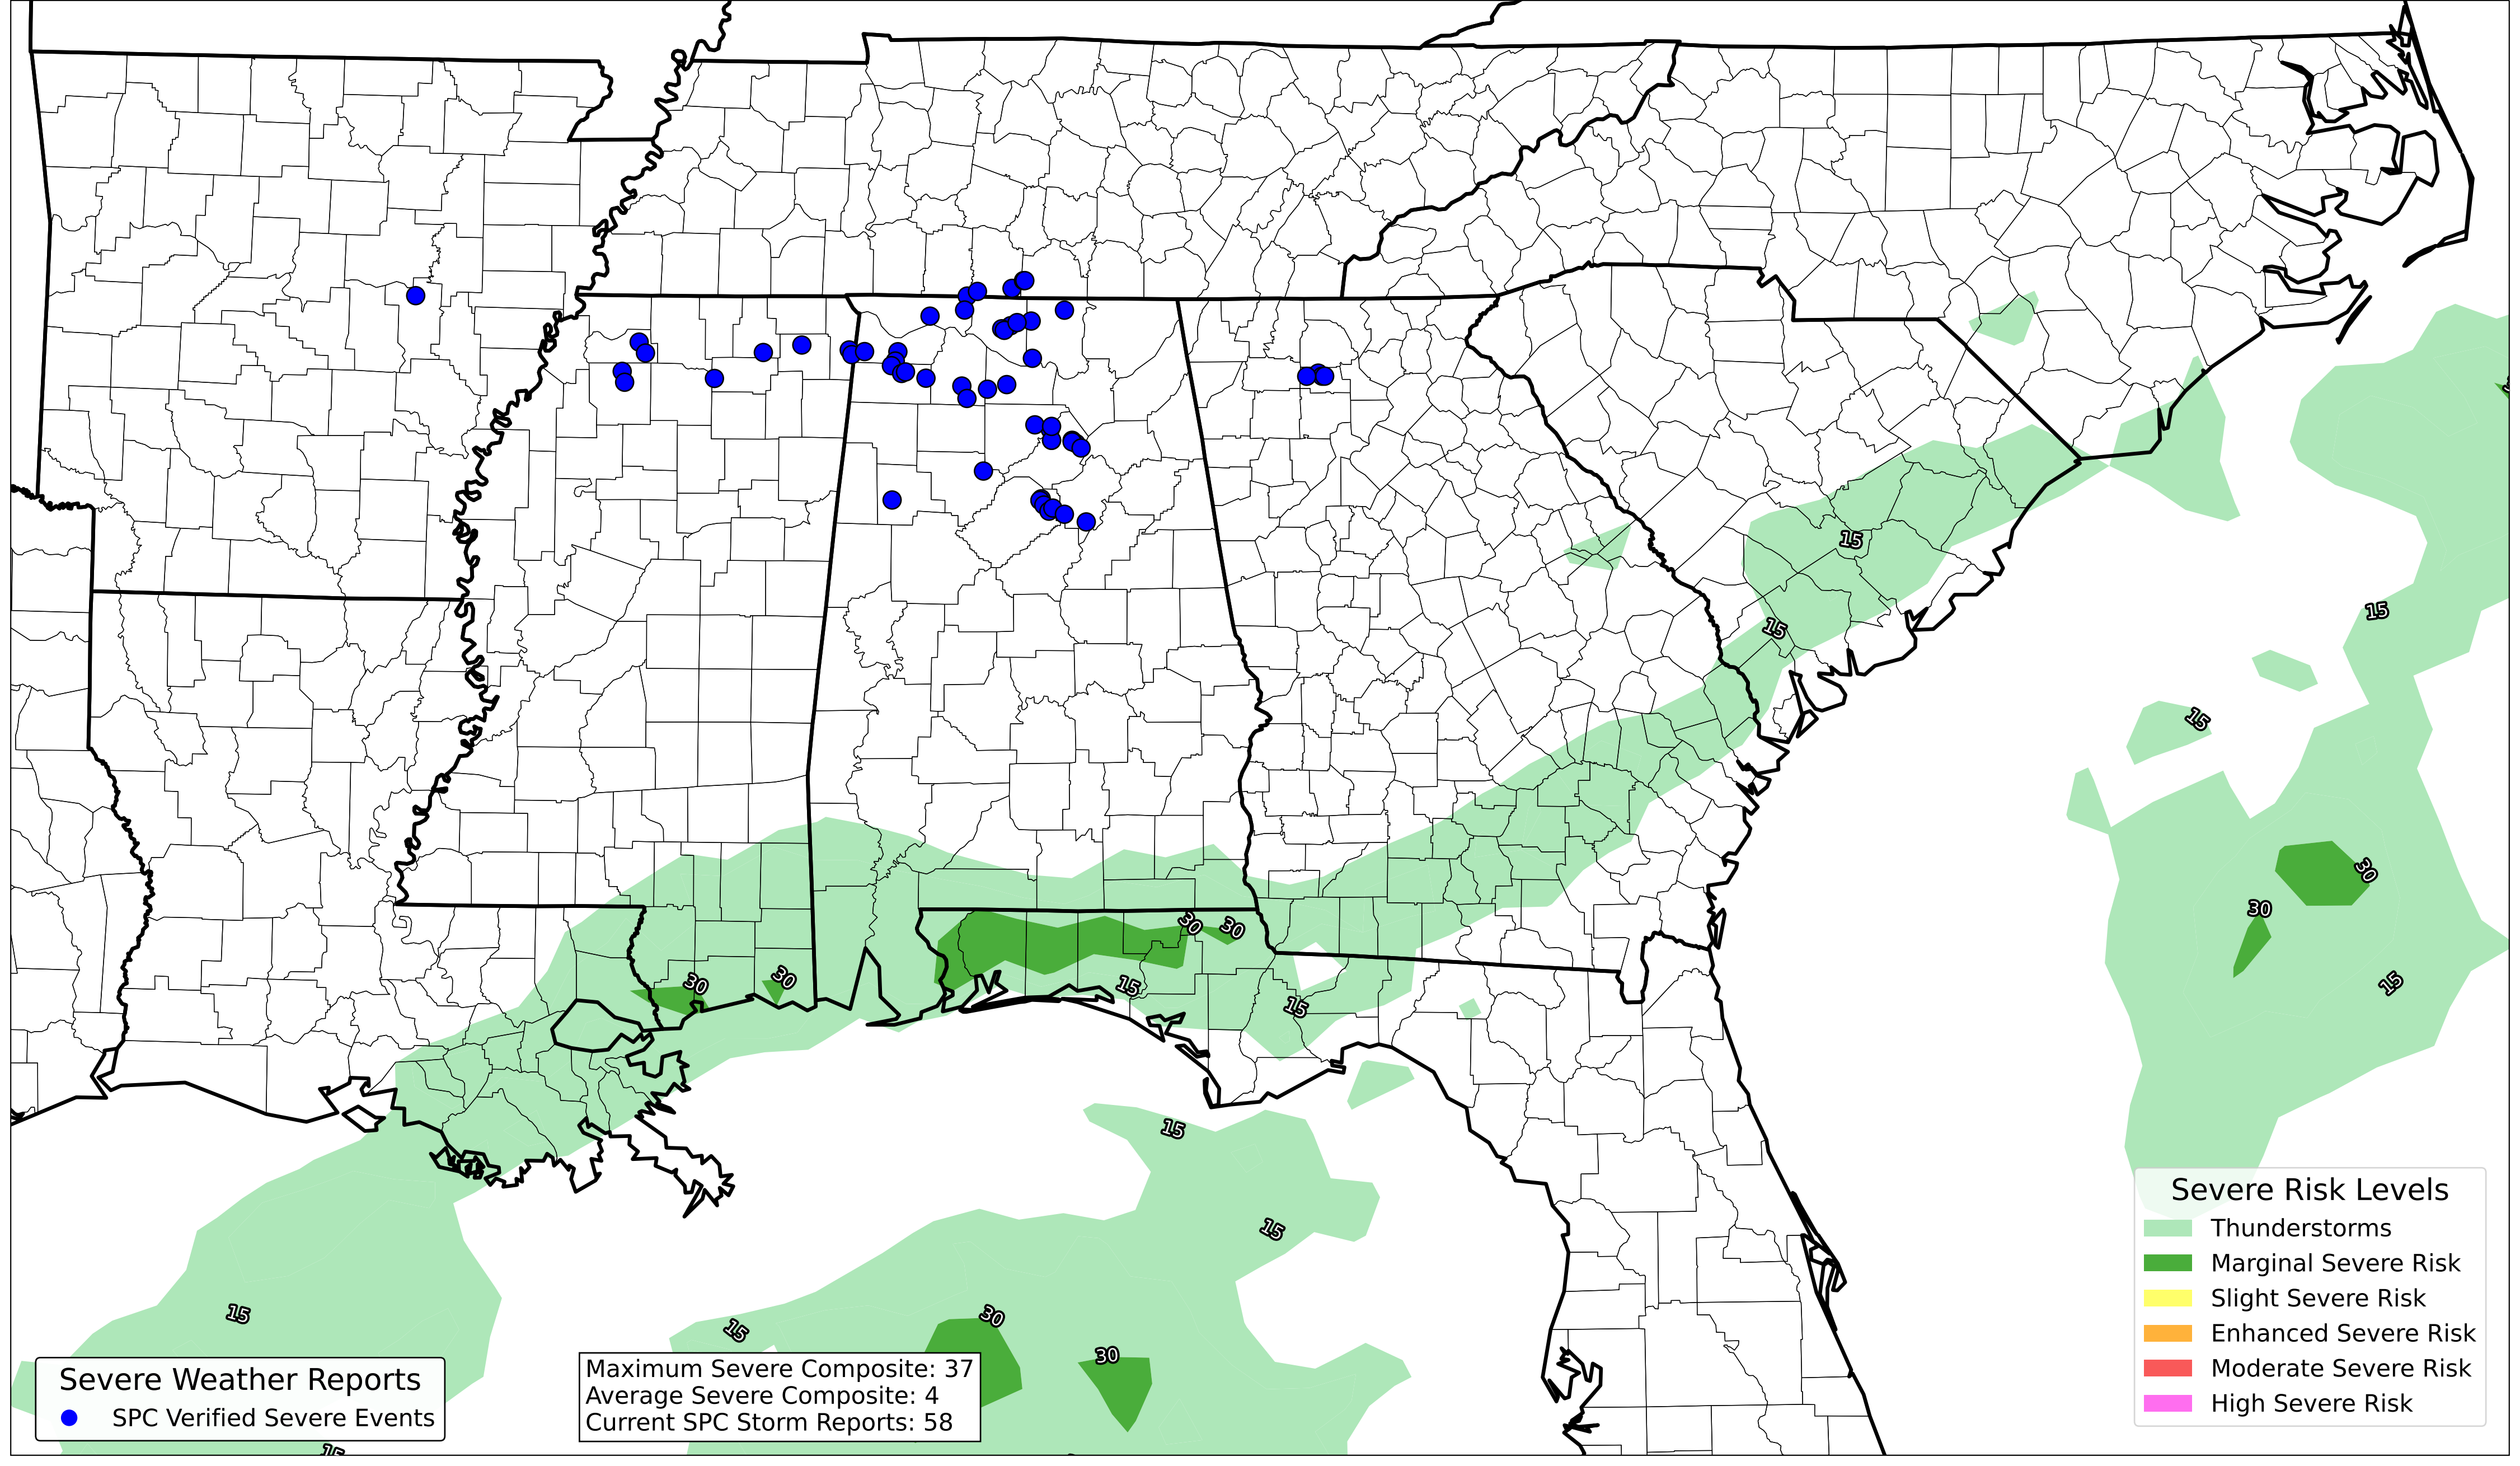 15
15
15
15
30
30
30
30
30
30
15
15
15
15
15
30
30
15
15
Severe Weather Reports
SPC Verified Severe Events
Maximum Severe Composite: 37
Average Severe Composite: 4
Current SPC Storm Reports: 58
Severe Risk Levels
Thunderstorms
Marginal Severe Risk
Slight Severe Risk
Enhanced Severe Risk
Moderate Severe Risk
High Severe Risk
15